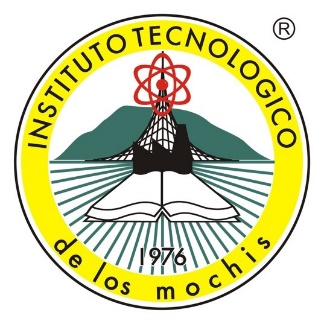 ®
INSTITUTO TECNOLOGICO
de los mochis
1976